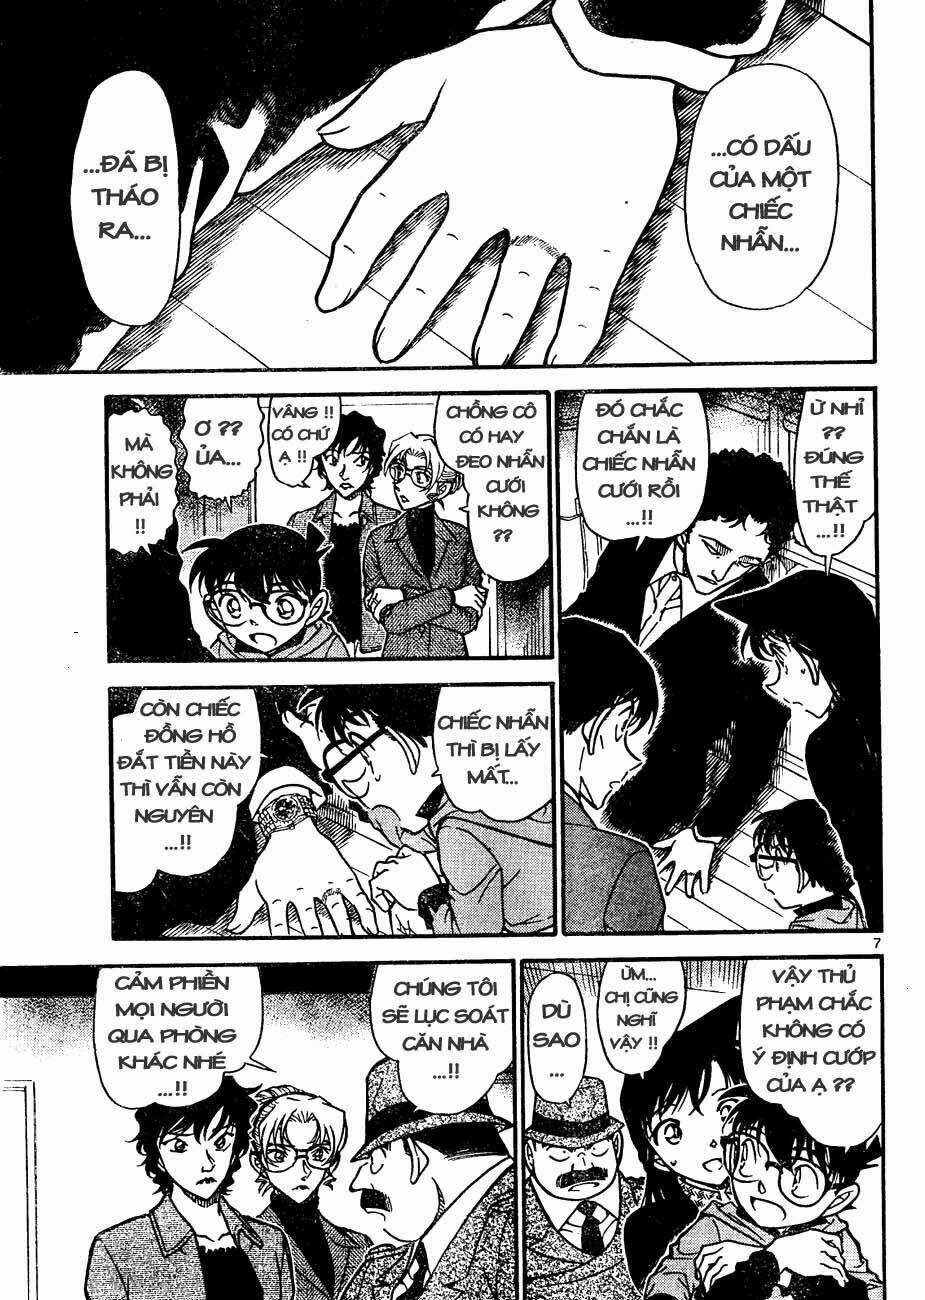 ...CÓ DẤU
CỦA MỘT
CHIẾC
NHẪN...
...ĐÃ BỊ
THÁO
RA...
Ừ NHỈ
??
ĐÚNG
THẾ
THẬT
...!!
ĐÓ CHẮC
CHẮN LÀ
CHIẾC NHẪN
CƯỚI RỒI
...!!
CHỒNG CÔ
CÓ HAY
ĐEO NHẪN
CƯỚI
KHÔNG
??
VÂNG !!
CÓ CHỨ
Ạ !!
Ơ ??
ỦA...
MÀ
KHÔNG
PHẢI
!!
CHIẾC NHẪN
THÌ BỊ LẤY
MẤT...
CÒN CHIẾC
ĐỒNG HỒ
ĐẮT TIỀN NÀY
THÌ VẪN CÒN
NGUYÊN
...!!
7
VẬY THỦ
PHẠM CHẮC
KHÔNG CÓ
Ý ĐỊNH CƯỚP
CỦA Ạ ??
ỪM...
CHỊ CŨNG
NGHĨ
VẬY !!
DÙ
SAO
...
CHÚNG TÔI
SẼ LỤC SOÁT
CĂN NHÀ
...!!
CẢM PHIỀN
MỌI NGƯỜI
QUA PHÒNG
KHÁC NHÉ
...!!